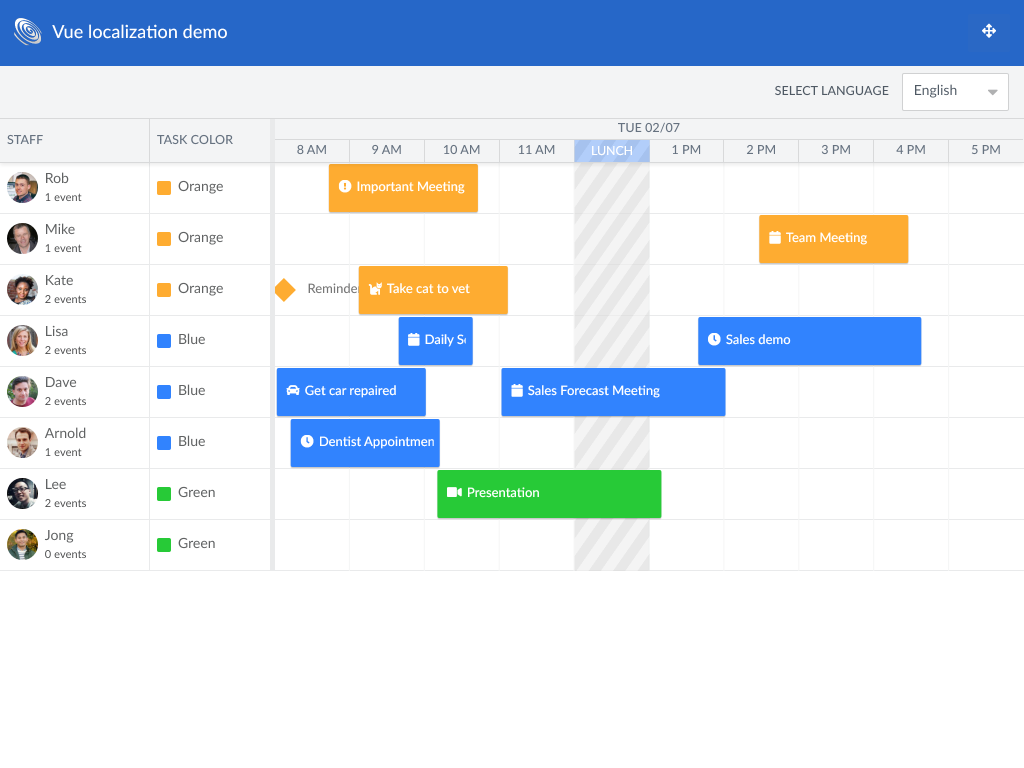 Vue localization demo
SELECT LANGUAGE English
STAFF TASK COLOR
TUE 02/07
8 AM 9 AM 10 AM 11 AM LUNCH 1 PM 2 PM 3 PM 4 PM 5 PM
Rob
1 event
Orange
Important Meeting
Mike
1 event
Orange
Team Meeting
Kate
2 events
Orange
Reminder
Take cat to vet
Lisa
2 events
Blue
Daily Sc
Sales demo
Dave
2 events
Blue
Get car repaired
Sales Forecast Meeting
Arnold
1 event
Blue
Dentist Appointmen
Lee
2 events
Green
Presentation
Jong
0 events
Green